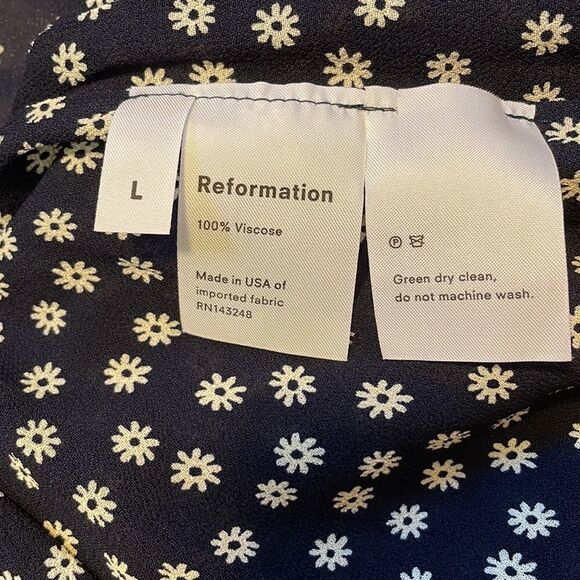 L
Reformation
100% Viscose
Made in USA of
imported fabric
RN143248
P
Green dry clean,
do not machine wash.